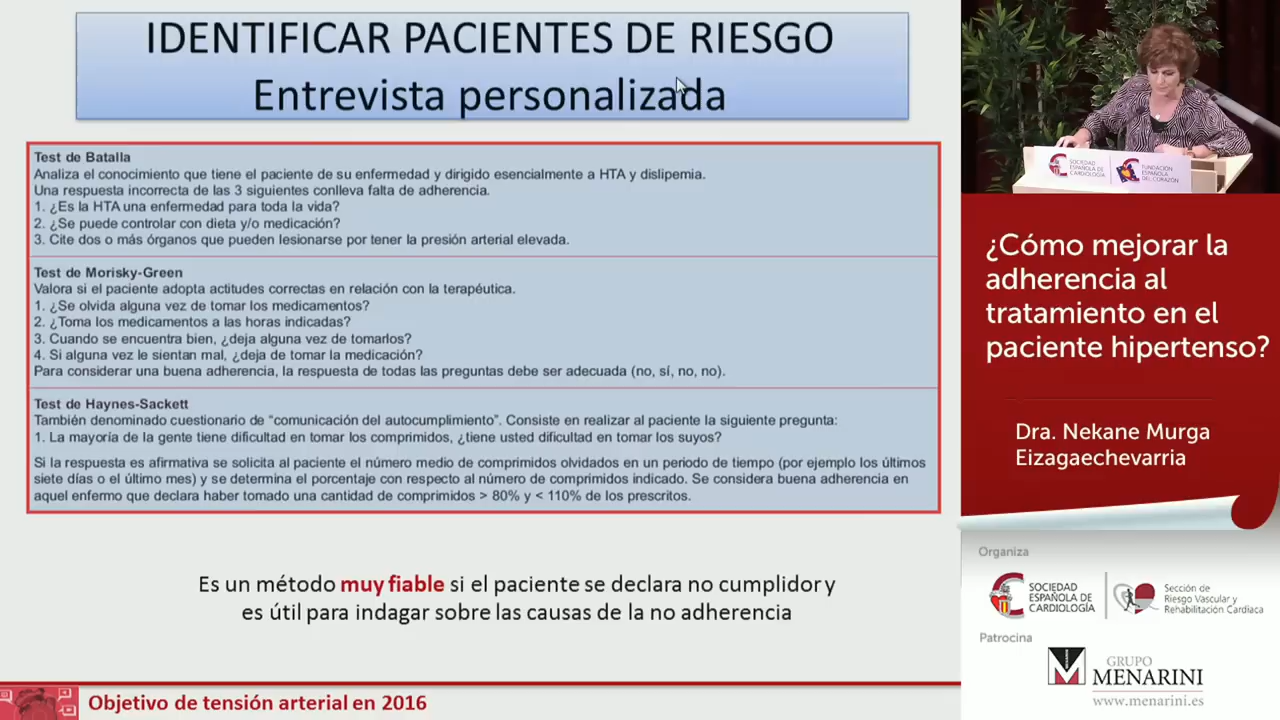 IDENTIFICAR PACIENTES DE RIESGO
Entrevista personalizada
Test de Batalla
Analiza el conocimiento que tiene el paciente de su enfermedad y dirigido esencialmente a HTA y dislipemia.
Una respuesta incorrecta de las 3 siguientes conlleva falta de adherencia.
1. ¿Es la HTA una enfermedad para toda la vida?
2. ¿Se puede controlar con dieta y/o medicación?
3. Cite dos o más órganos que pueden lesionarse por tener la presión arterial elevada.
Test de Morisky-Green
Valora si el paciente adopta actitudes correctas en relación con la terapéutica.
1. ¿Se olvida alguna vez de tomar los medicamentos?
2. ¿Toma los medicamentos a las horas indicadas?
3. Cuando se encuentra bien, ¿deja alguna vez de tomarlos?
4. Si alguna vez le sientan mal, ¿deja de tomar la medicación?
Para considerar una buena adherencia, la respuesta de todas las preguntas debe ser adecuada (no, sí, no, no).
Test de Haynes-Sackett
También denominado cuestionario de “comunicación del autocumplimiento”. Consiste en realizar al paciente la siguiente pregunta:
1. La mayoría de la gente tiene dificultad en tomar los comprimidos, ¿tiene usted dificultad en tomar los suyos?
Si la respuesta es afirmativa se solicita al paciente el número medio de comprimidos olvidados en un periodo de tiempo (por ejemplo los últimos
siete días o el último mes) y se determina el porcentaje con respecto al número de comprimidos indicado. Se considera buena adherencia en
aquel enfermo que declara haber tomado una cantidad de comprimidos > 80% y < 110% de los prescritos.
Es un método muy fiable si el paciente se declara no cumplidor y
es útil para indagar sobre las causas de la no adherencia
Objetivo de tensión arterial en 2016
SOCIEDAD
ESPAÑOLA DE
CARDIOLOGÍA
FUNDACIÓN
ESPAÑOLA
DEL CORAZÓN
¿Cómo mejorar la
adherencia al
tratamiento en el
paciente hipertenso?
Dra. Nekane Murga
Eizagaechevarria
Organiza
SOCIEDAD
ESPAÑOLA DE
CARDIOLOGÍA
Sección de
Riesgo Vascular y
Rehabilitación Cardiaca
Patrocina
GRUPO
MENARINI
www.menarini.es